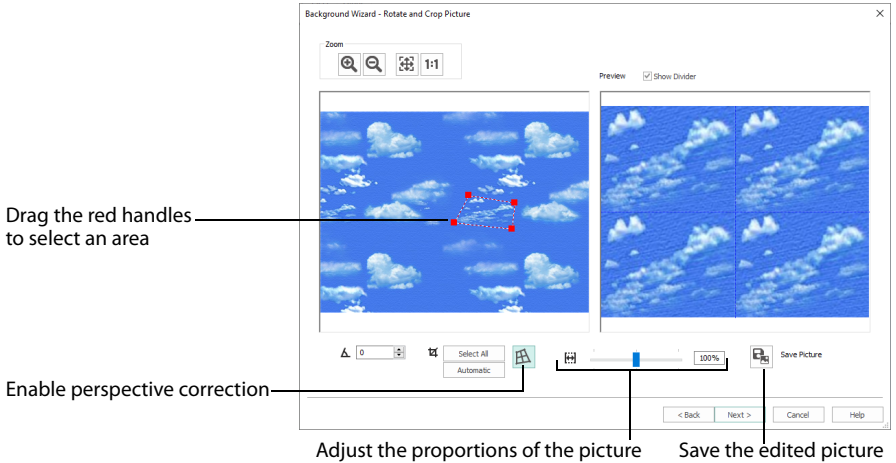 Background Wizard - Rotate and Crop Picture
Zoom
1:1
Preview
Show Divider
Drag the red handles
to select an area
0
Select All
100%
Save Picture
Automatic
Enable perspective correction
< Back
Next >
Cancel
Help
Adjust the proportions of the picture
Save the edited picture